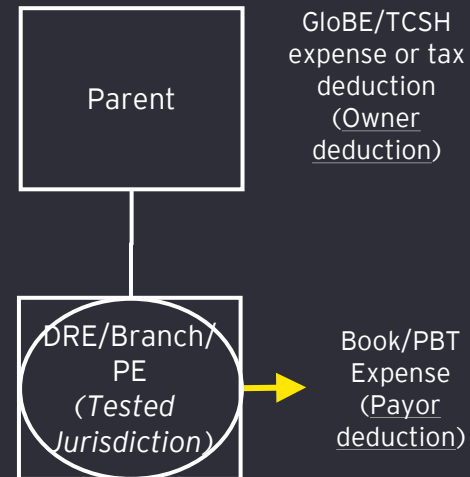 GloBE/TCSH
expense or tax
deduction
(Owner
deduction)
Parent
DRE/Branch/
PE
(Tested
Jurisdiction)
Book/PBT
Expense
(Payor
deduction)